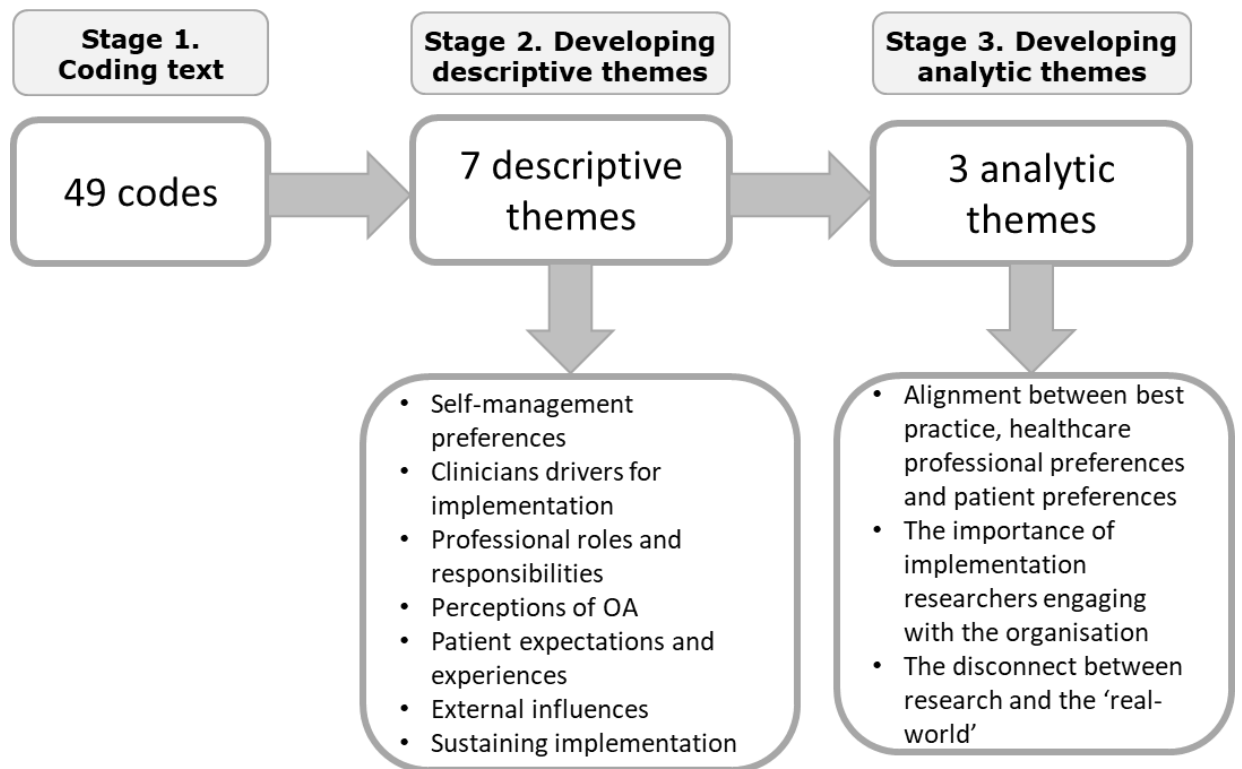 Stage 1.
Coding text
Stage 2. Developing
descriptive themes
Stage 3. Developing
analytic themes
49 codes
7 descriptive
themes
3 analytic
themes
• Self-management
preferences
• Clinicians drivers for
implementation
• Professional roles and
responsibilities
• Perceptions of OA
• Patient expectations and
experiences
• External influences
• Sustaining implementation
• Alignment between best
practice, healthcare
professional preferences
and patient preferences
• The importance of
implementation
researchers engaging
with the organisation
• The disconnect between
research and the ‘real-
world’